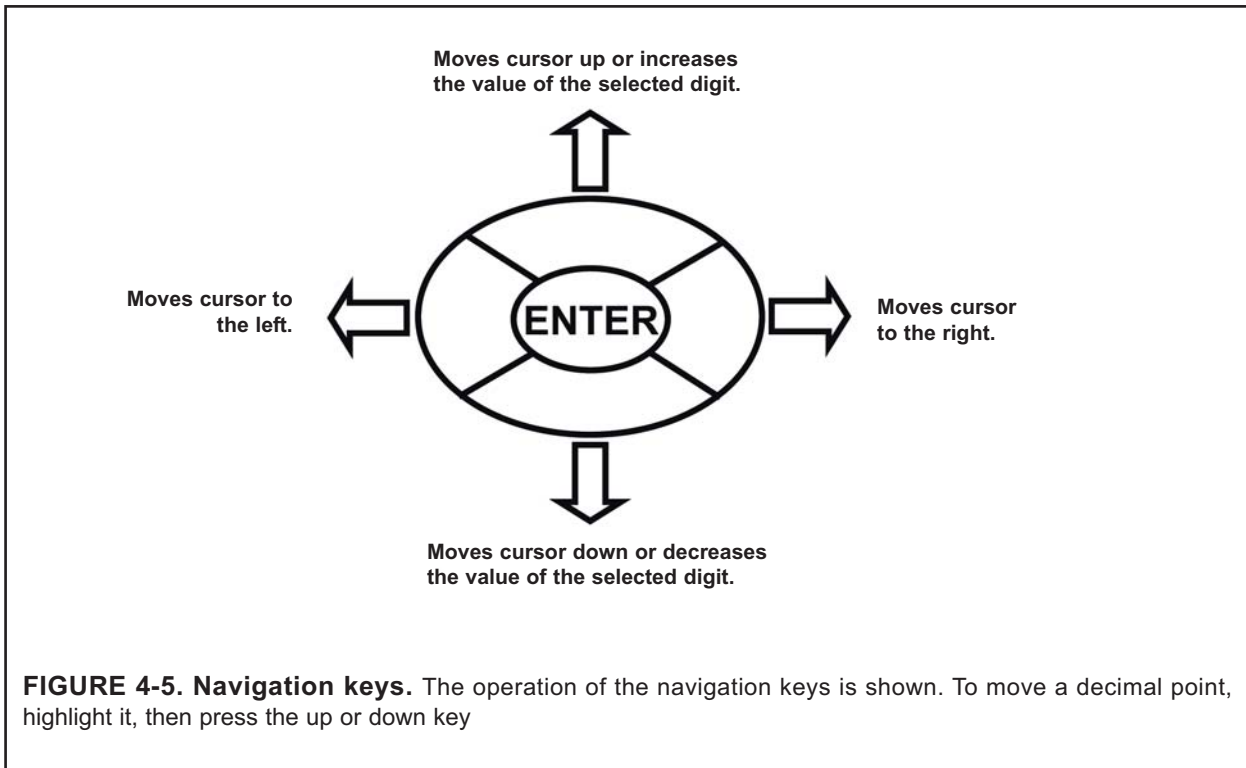 Moves cursor up or increases
the value of the selected digit.
Moves cursor to
the left.
ENTER
Moves cursor
to the right.
Moves cursor down or decreases
the value of the selected digit.
FIGURE 4-5. Navigation keys. The operation of the navigation keys is shown. To move a decimal point,
highlight it, then press the up or down key